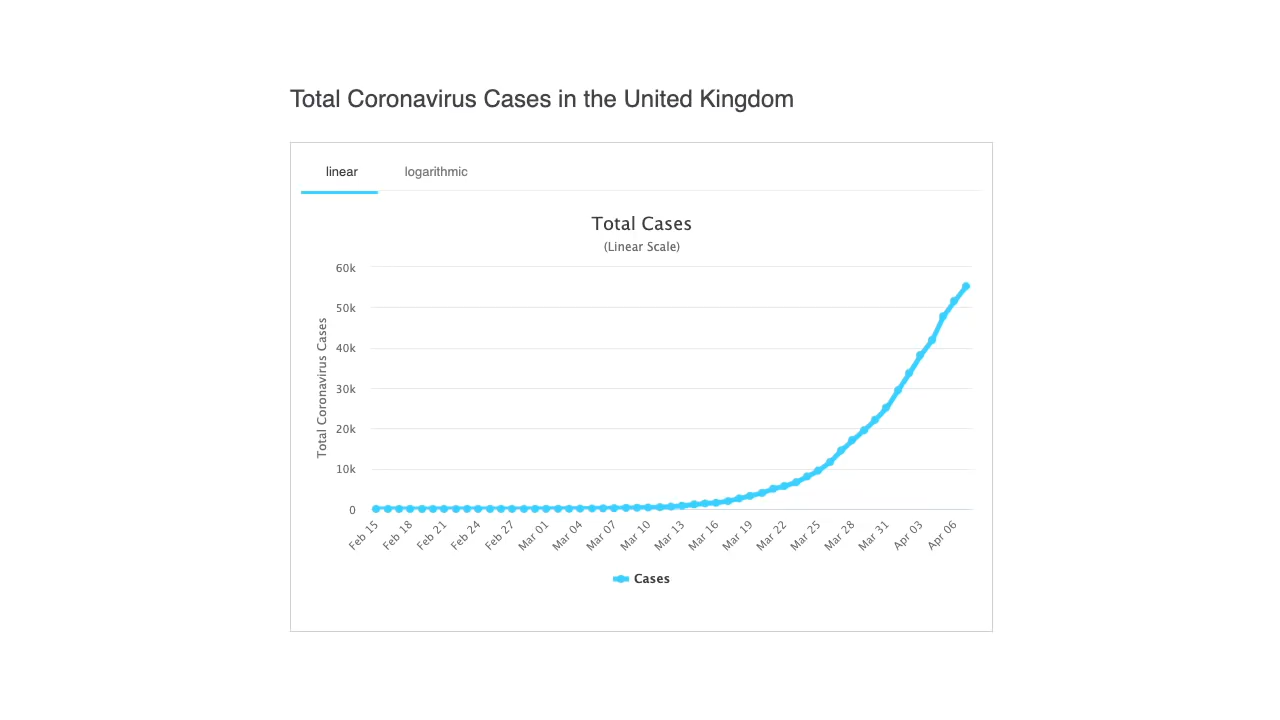 Total Coronavirus Cases in the United Kingdom
linear logarithmic
Total Cases
(Linear Scale)
Total Coronavirus Cases
60k
50k
40k
30k
20k
10k
0
Feb 15 Feb 18 Feb 21 Feb 24 Feb 27 Mar 01 Mar 04 Mar 07 Mar 10 Mar 13 Mar 16 Mar 19 Mar 22 Mar 25 Mar 28 Mar 31 Apr 03 Apr 06
Cases